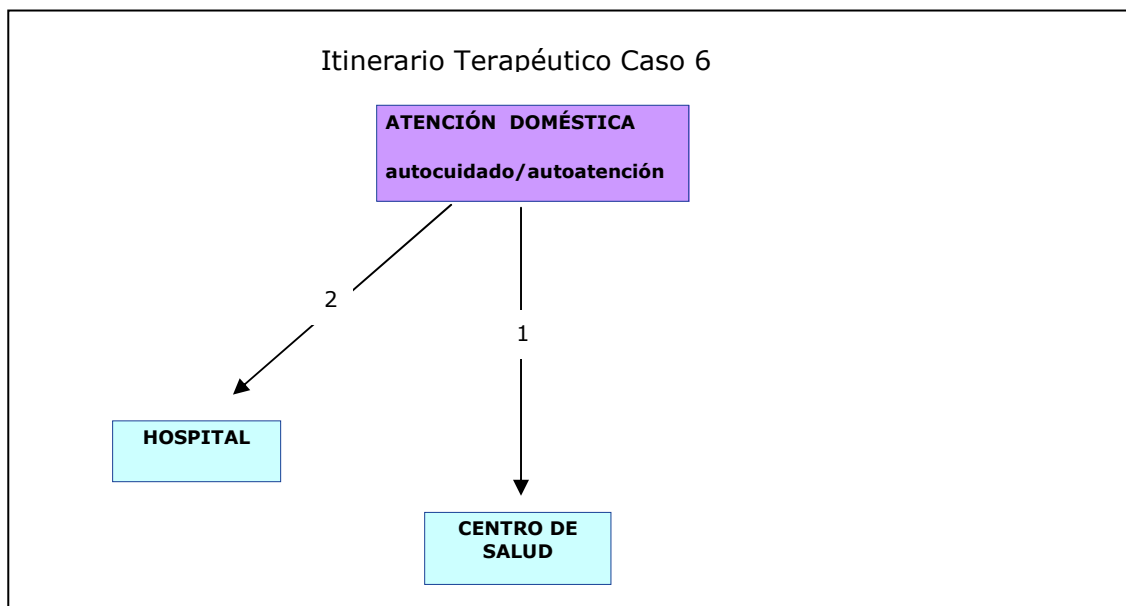 Itinerario Terapéutico Caso 6
ATENCIÓN DOMÉSTICA
autocuidado/autoatención
2
1
HOSPITAL
CENTRO DE
SALUD